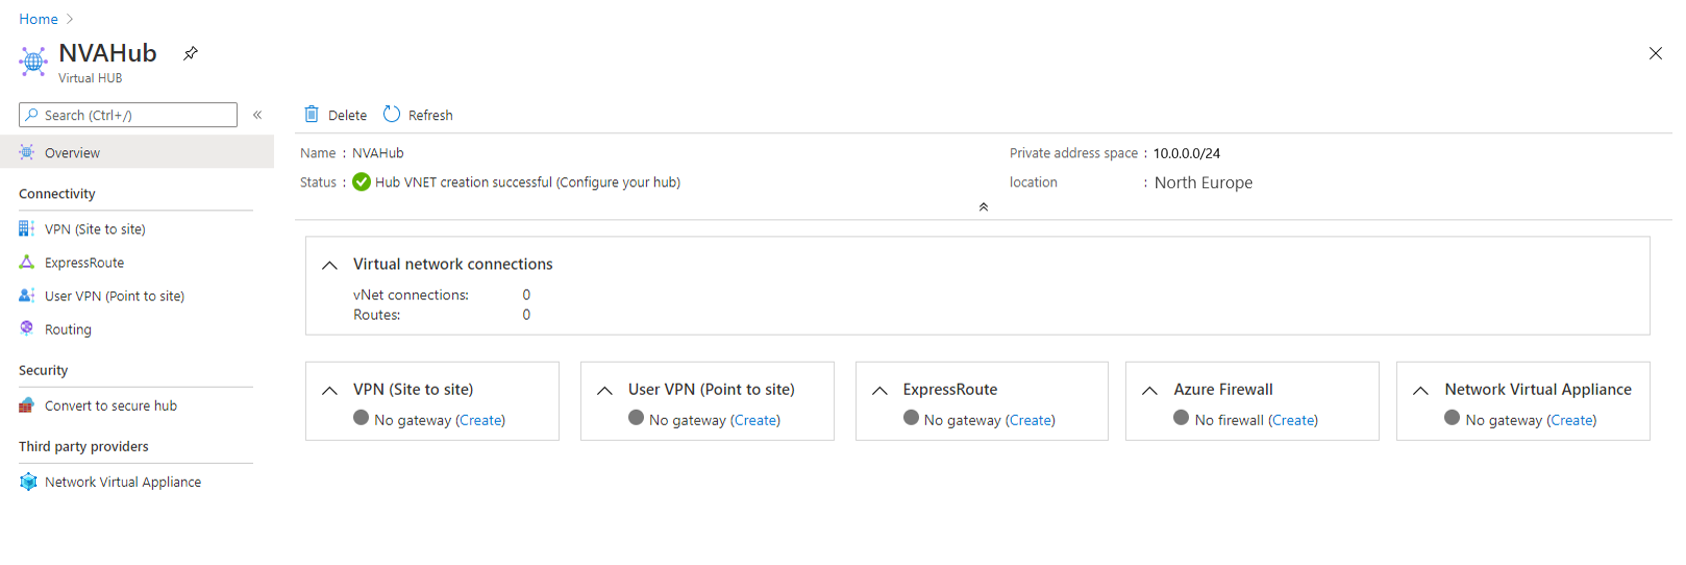 Home
NVAHub
Virtual HUB
Search (Ctrl+/)
Overview
Connectivity
VPN (Site to site)
ExpressRoute
User VPN (Point to site)
Routing
Security
Convert to secure hub
Third party providers
Network Virtual Appliance
Delete Refresh
Name : NVAHub
Status : Hub VNET creation successful (Configure your hub)
Private address space : 10.0.0.0/24
location : North Europe
Virtual network connections
vNet connections: 0
Routes: 0
VPN (Site to site)
No gateway (Create)
User VPN (Point to site)
No gateway (Create)
ExpressRoute
No gateway (Create)
Azure Firewall
No firewall (Create)
Network Virtual Appliance
No gateway (Create)